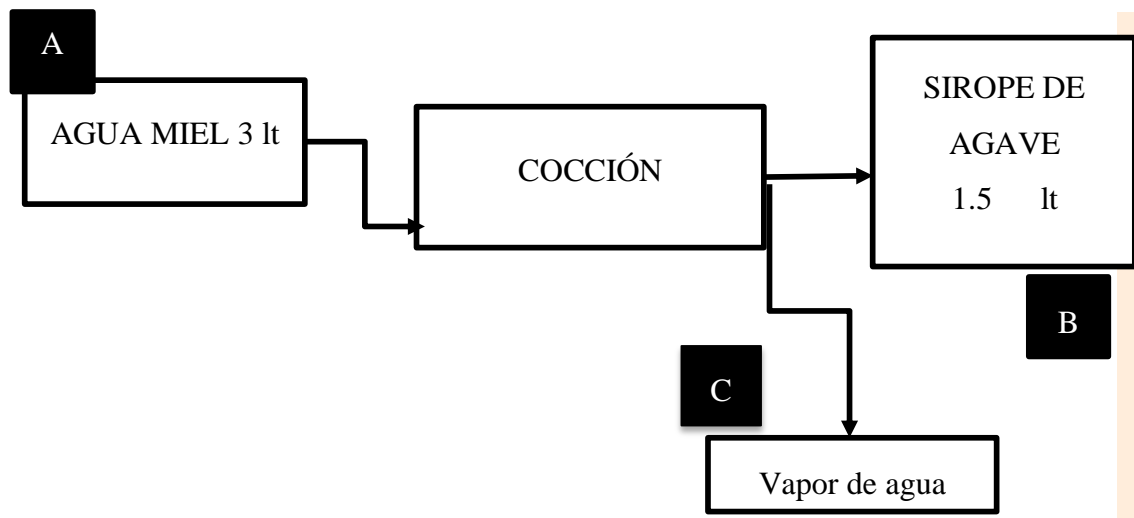 A
AGUA MIEL 3 lt
COCCIÓN
SIROPE DE
AGAVE
1.5 lt
B
C
Vapor de agua